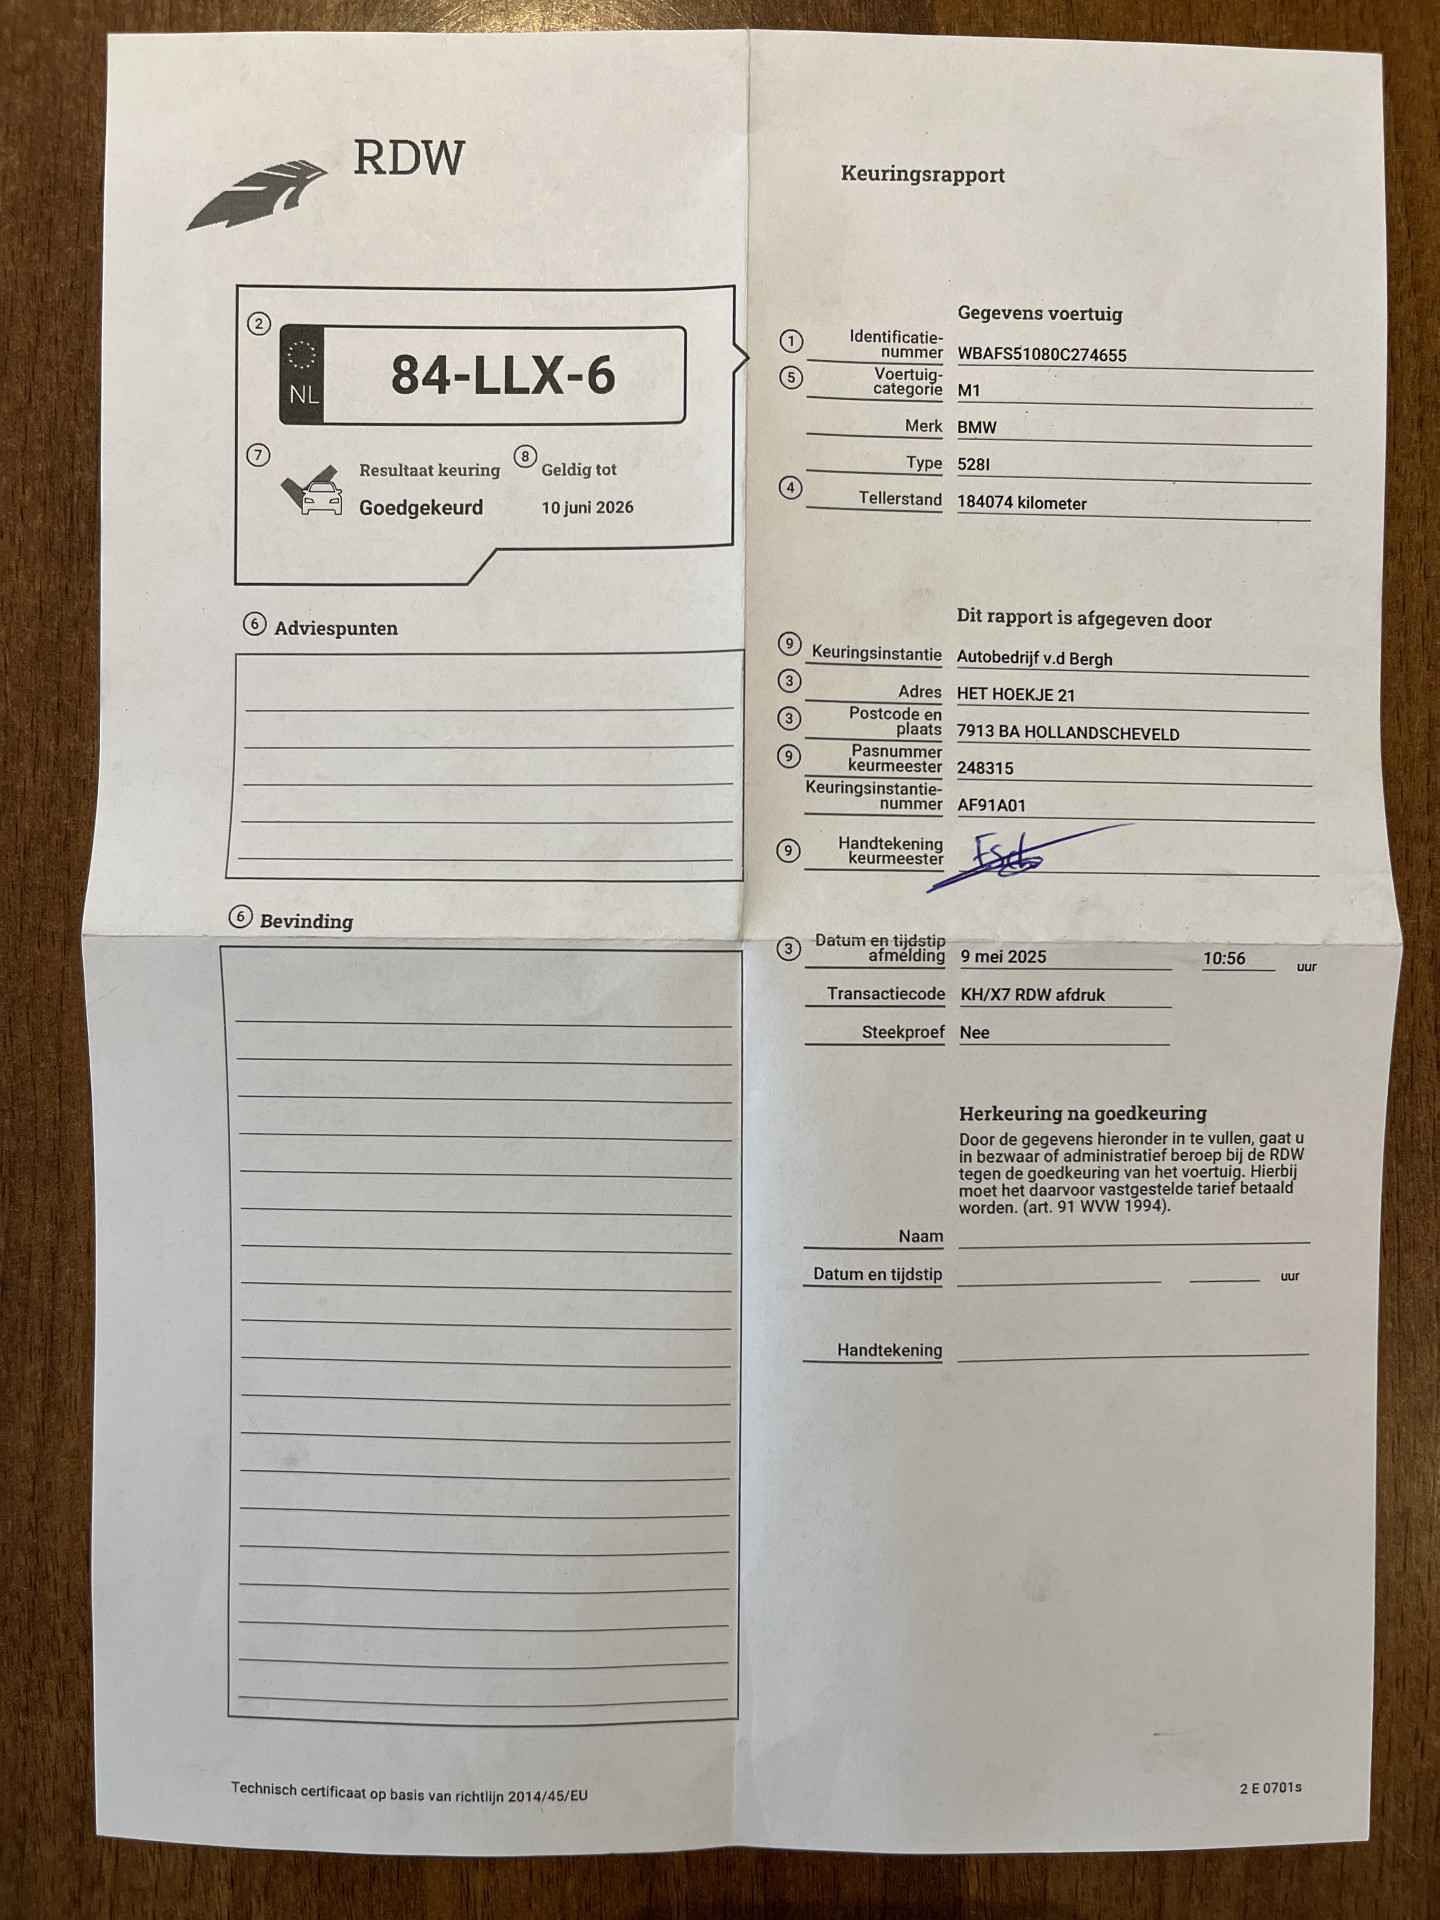 RDW
Keuringsrapport
2
NL
84-LLX-6
7
Resultaat keuring
Goedgekeurd
8
Geldig tot
10 juni 2026
6 Adviespunten
6 Bevinding
Gegevens voertuig
1 Identificatie-
nummer WBAFS51080C274655
5 Voertuig-
categorie M1
Merk BMW
Type 528I
4 Tellerstand 184074 kilometer
Dit rapport is afgegeven door
9 Keuringsinstantie Autobedrijf v.d Bergh
3 Adres HET HOEKJE 21
3 Postcode en
plaats 7913 BA HOLLANDSCHEVELD
9 Pasnummer
keurmeester 248315
Keuringsinstantie-
nummer AF91A01
9 Handtekening
keurmeester
3 Datum en tijdstip
afmelding 9 mei 2025 10:56 uur
Transactiecode KH/X7 RDW afdruk
Steekproef Nee
Herkeuring na goedkeuring
Door de gegevens hieronder in te vullen, gaat u
in bezwaar of administratief beroep bij de RDW
tegen de goedkeuring van het voertuig. Hierbij
moet het daarvoor vastgestelde tarief betaald
worden. (art. 91 WVW 1994).
Naam
Datum en tijdstip uur
Handtekening
Technisch certificaat op basis van richtlijn 2014/45/EU
2 E 0701s